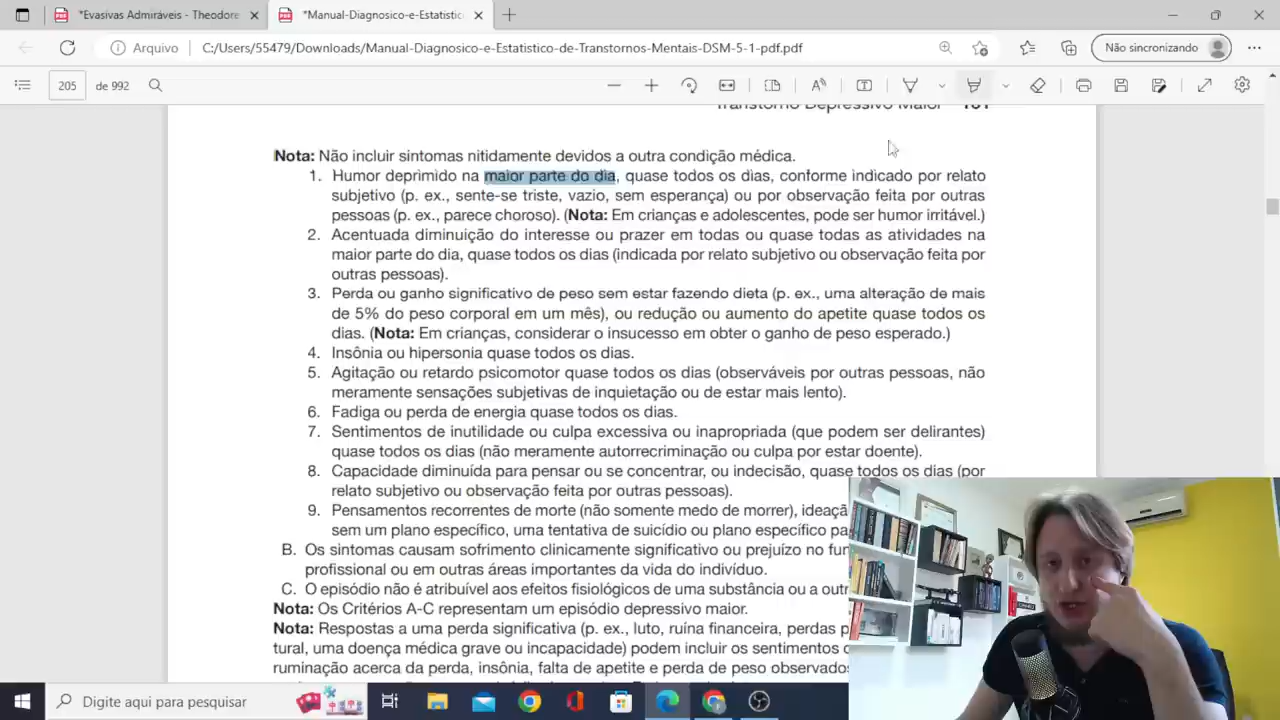 *Evasivas Admiráveis - Theodore
*Manual-Diagnosico-e-Estatistico
Arquivo
C:/Users/55479/Downloads/Manual-Diagnosico-e-Estatistico-de-Transtornos-Mentais-DSM-5-1-pdf.pdf
Não sincronizando
205 de 992
Transtorno Depressivo Maior 161
Nota: Não incluir sintomas nitidamente devidos a outra condição médica.
1. Humor deprimido na maior parte do dia, quase todos os dias, conforme indicado por relato
subjetivo (p. ex., sente-se triste, vazio, sem esperança) ou por observação feita por outras
pessoas (p. ex., parece choroso). (Nota: Em crianças e adolescentes, pode ser humor irritável.)
2. Acentuada diminuição do interesse ou prazer em todas ou quase todas as atividades na
maior parte do dia, quase todos os dias (indicada por relato subjetivo ou observação feita por
outras pessoas).
3. Perda ou ganho significativo de peso sem estar fazendo dieta (p. ex., uma alteração de mais
de 5% do peso corporal em um mês), ou redução ou aumento do apetite quase todos os
dias. (Nota: Em crianças, considerar o insucesso em obter o ganho de peso esperado.)
4. Insônia ou hipersonia quase todos os dias.
5. Agitação ou retardo psicomotor quase todos os dias (observáveis por outras pessoas, não
meramente sensações subjetivas de inquietação ou de estar mais lento).
6. Fadiga ou perda de energia quase todos os dias.
7. Sentimentos de inutilidade ou culpa excessiva ou inapropriada (que podem ser delirantes)
quase todos os dias (não meramente autorrecriminação ou culpa por estar doente).
8. Capacidade diminuída para pensar ou se concentrar, ou indecisão, quase todos os dias (por
relato subjetivo ou observação feita por outras pessoas).
9. Pensamentos recorrentes de morte (não somente medo de morrer), ideaç
sem um plano específico, uma tentativa de suicídio ou plano específico pa
B. Os sintomas causam sofrimento clinicamente significativo ou prejuízo no fun
profissional ou em outras áreas importantes da vida do indivíduo.
C. O episódio não é atribuível aos efeitos fisiológicos de uma substância ou a outr
Nota: Os Critérios A-C representam um episódio depressivo maior.
Nota: Respostas a uma perda significativa (p. ex., luto, ruína financeira, perdas p
tural, uma doença médica grave ou incapacidade) podem incluir os sentimentos
ruminação acerca da perda, insônia, falta de apetite e perda de peso observados
Digite aqui para pesquisar